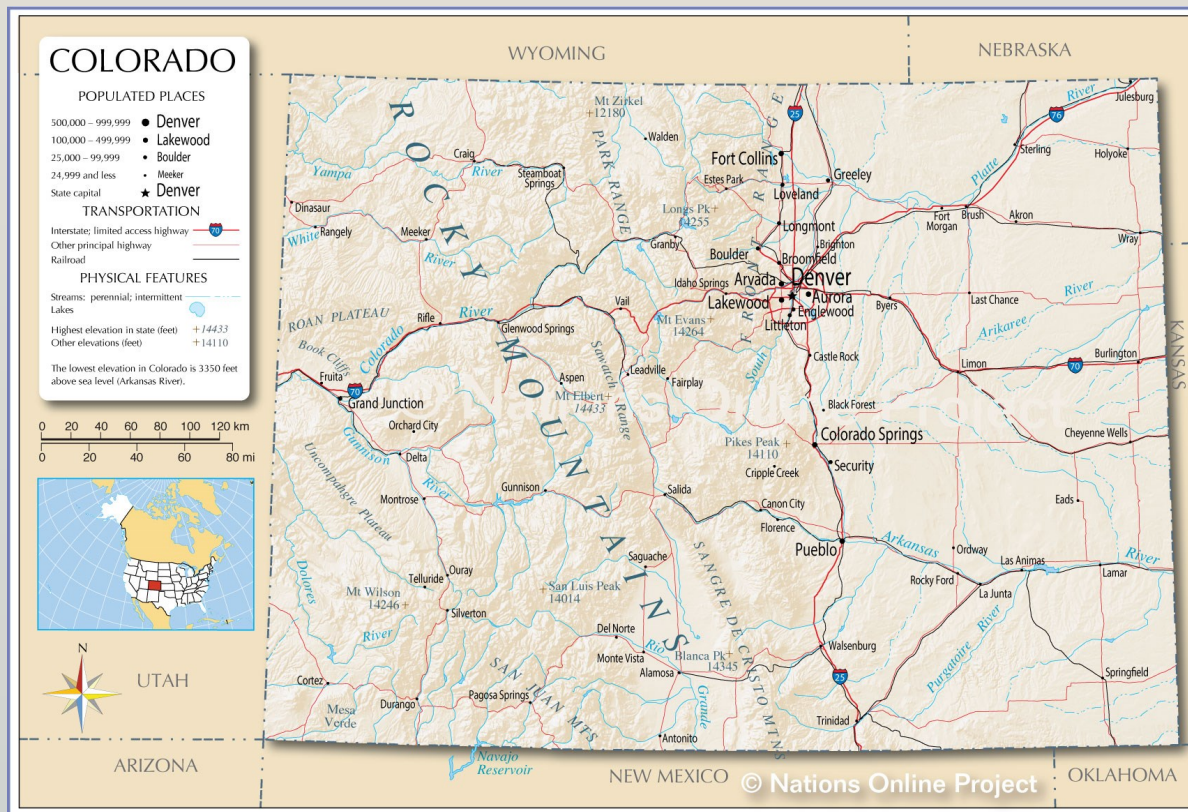 COLORADO
POPULATED PLACES
500,000 – 999,999 Denver
100,000 – 499,999 Lakewood
25,000 – 99,999 Boulder
24,999 and less Meeker
State capital ★ Denver
TRANSPORTATION
Interstate; limited access highway 70
Other principal highway
Railroad
PHYSICAL FEATURES
Streams: perennial; intermittent
Lakes
Highest elevation in state (feet) +14433
Other elevations (feet) +14110
The lowest elevation in Colorado is 3350 feet
above sea level (Arkansas River).
0 20 40 60 80 100 120 km
0 20 40 60 80 mi
N
WYOMING
NEBRASKA
KANSAS
OKLAHOMA
NEW MEXICO
ARIZONA
UTAH
ROCKY MOUNTAINS
PARK RANGE
FRONT RANGE
Mt Zirkel
+12180
Walden
25
River
Julesburg
76
Craig
Steamboat
Springs
Yampa River
Fort Collins
Estes Park
Greeley
Loveland
Sterling
Holyoke
Platte
Dinasaur
Rangely
White River
Meeker
Longs Pk+
14255
Granby
Longmont
Fort
Morgan
Brush
Akron
Wray
Boulder
Brighton
Broomfield
Idaho Springs
Arvada
Denver
Lakewood
Aurora
Englewood
Littleton
Byers
Last Chance
River
Arikaree
ROAN PLATEAU
Rifle
River
Vail
Glenwood Springs
Mt Evans+
14264
Book Cliffs
Colorado
Castle Rock
South
Limon
70
Burlington
Fruita
70
Grand Junction
Aspen
Sawatch Range
Leadville
Fairplay
Mt Elbert+
14433
Black Forest
Orchard City
Gunnison
Delta
Pikes Peak +
14110
Colorado Springs
Cheyenne Wells
Cripple Creek
Security
Uncompahgre Plateau
Montrose
River
Gunnison
Salida
Canon City
Florence
Eads
Pueblo
Arkansas
River
Ordway
Las Animas
Rocky Ford
La Junta
Lamar
Saguache
SANGRE DE CRISTO MTNS
Dolores
River
Ouray
Telluride
Mt Wilson
14246+
+San Luis Peak
14014
Silverton
Purgatoire River
Del Norte
Rio
Monte Vista
Blanca Pk+
14345
Walsenburg
Alamosa
Grande
25
Springfield
Cortez
SAN JUAN MTS
Pagosa Springs
Mesa
Verde
Durango
Trinidad
Antonito
Navajo
Reservoir
© Nations Online Project